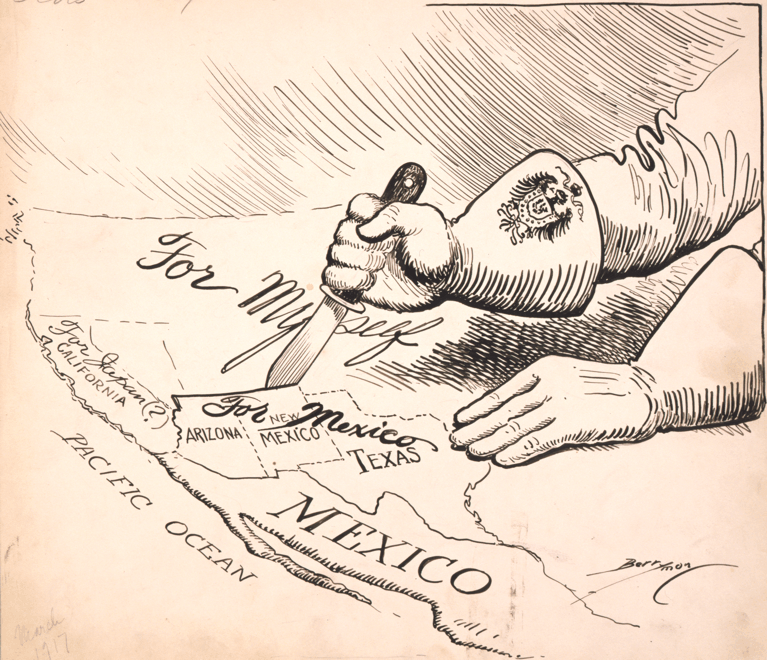 For Myself
For Japan(?)
CALIFORNIA
For Mexico
ARIZONA
NEW
MEXICO
TEXAS
PACIFIC OCEAN
MEXICO
Berryman
March
1917